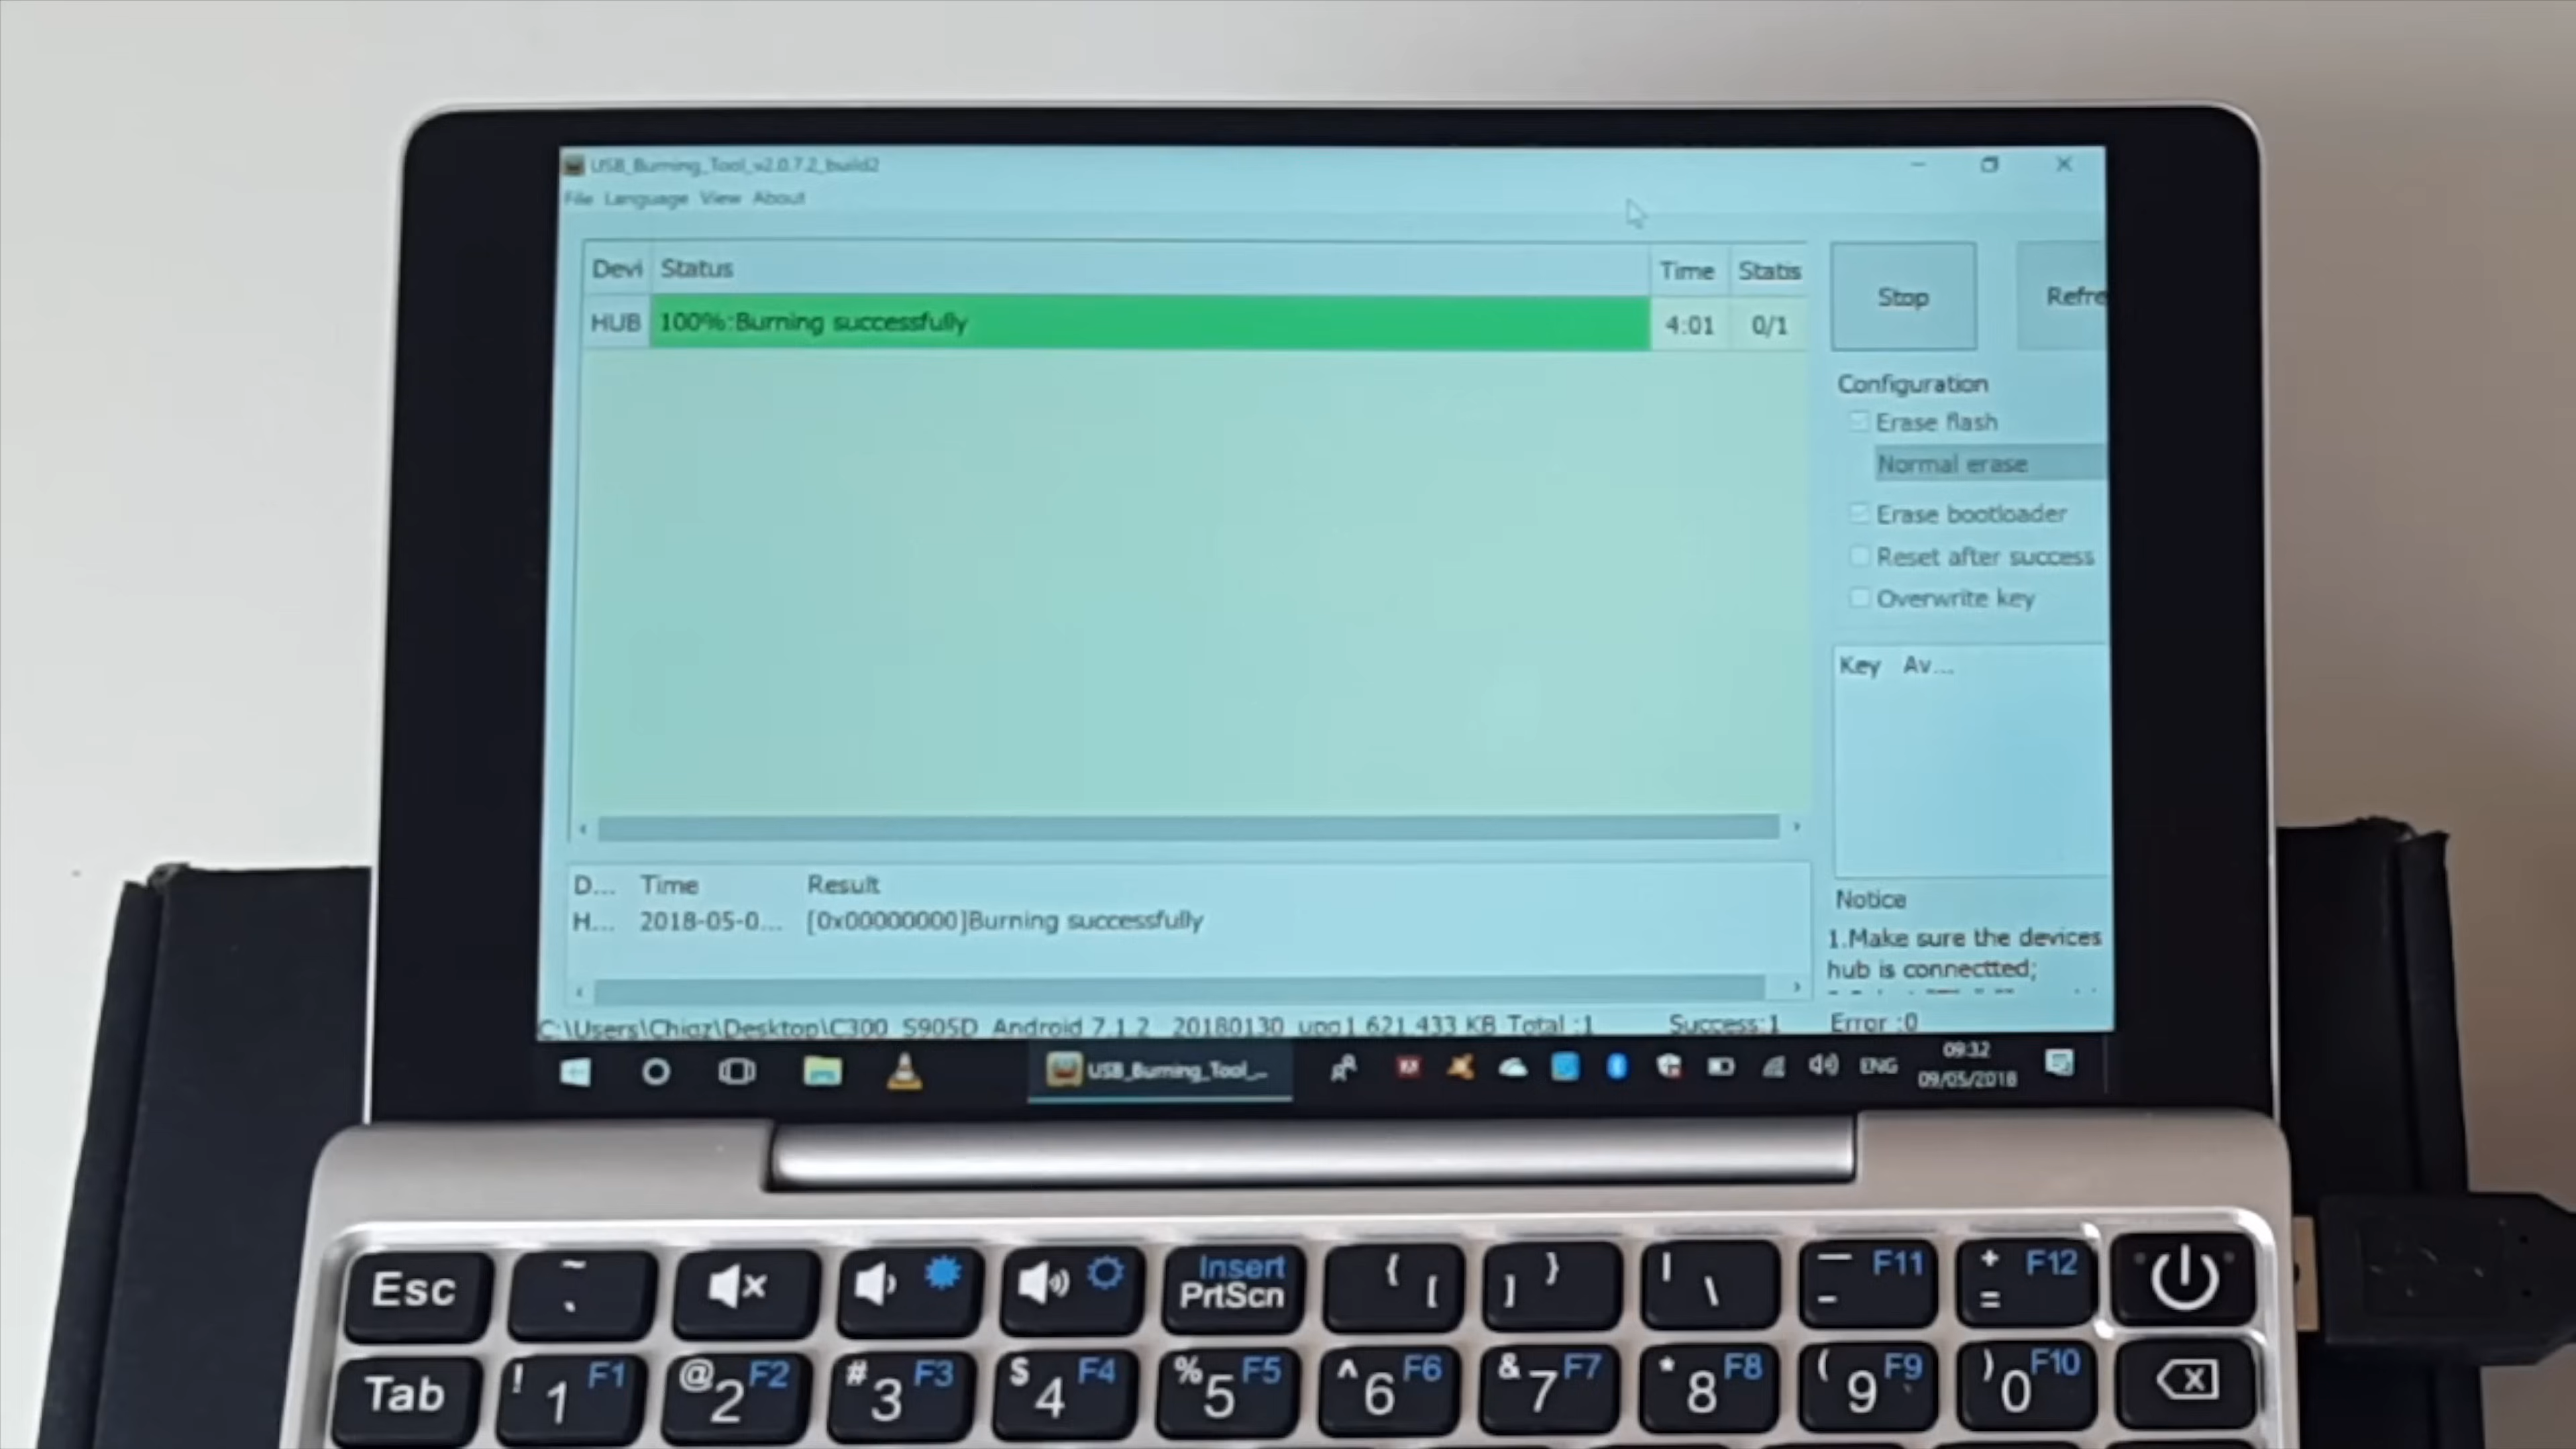 USB_Burning_Tool_v2.0.7.2_build2
File Language View About
Devi Status Time Statis
HUB 100%:Burning successfully 4:01 0/1
Stop Refre
Configuration
Erase flash
Normal erase
Erase bootloader
Reset after success
Overwrite key
Key Av...
D... Time Result
H... 2018-05-0... [0x00000000]Burning successfully
Notice
1.Make sure the devices
hub is connectted;
C:\Users\Chigz\Desktop\C300_S905D_Android 7.1.2_20180130_upg1,621,433 KB Total :1 Success:1 Error :0
USB_Burning_Tool_... ENG 09:32
09/05/2018
Esc ~ ` Insert PrtScn { [ } ] | \ — - F11 + = F12
Tab ! 1 F1 @ 2 F2 # 3 F3 $ 4 F4 % 5 F5 ^ 6 F6 & 7 F7 * 8 F8 ( 9 F9 ) 0 F10